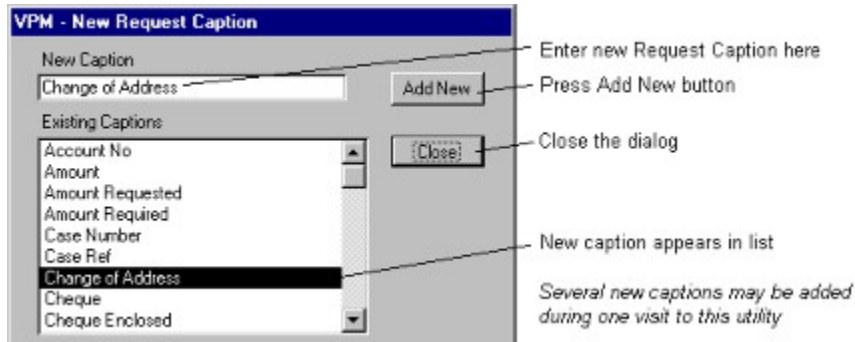 VPM - New Request Caption
New Caption
Enter new Request Caption here
Change of Address
Add New
Press Add New button
Existing Captions
Close
Close the dialog
Account No
Amount
Amount Requested
Amount Required
Case Number
Case Ref
New caption appears in list
Change of Address
Cheque
Cheque Enclosed
Several new captions may be added
during one visit to this utility